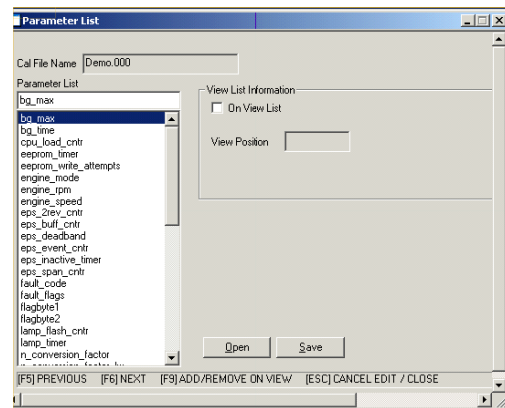 Parameter List
Cal File Name Demo.000
Parameter List
bg_max
View List Information
On View List
View Position
bg_max
bg_time
cpu_load_cntr
eeprom_timer
eeprom_write_attempts
engine_mode
engine_rpm
engine_speed
eps_2rev_cntr
eps_buff_cntr
eps_deadband
eps_event_cntr
eps_inactive_timer
eps_span_cntr
fault_code
fault_flags
flagbyte1
flagbyte2
lamp_flash_cntr
lamp_timer
n_conversion_factor
Open Save
[F5] PREVIOUS [F6] NEXT [F9] ADD/REMOVE ON VIEW [ESC] CANCEL EDIT / CLOSE